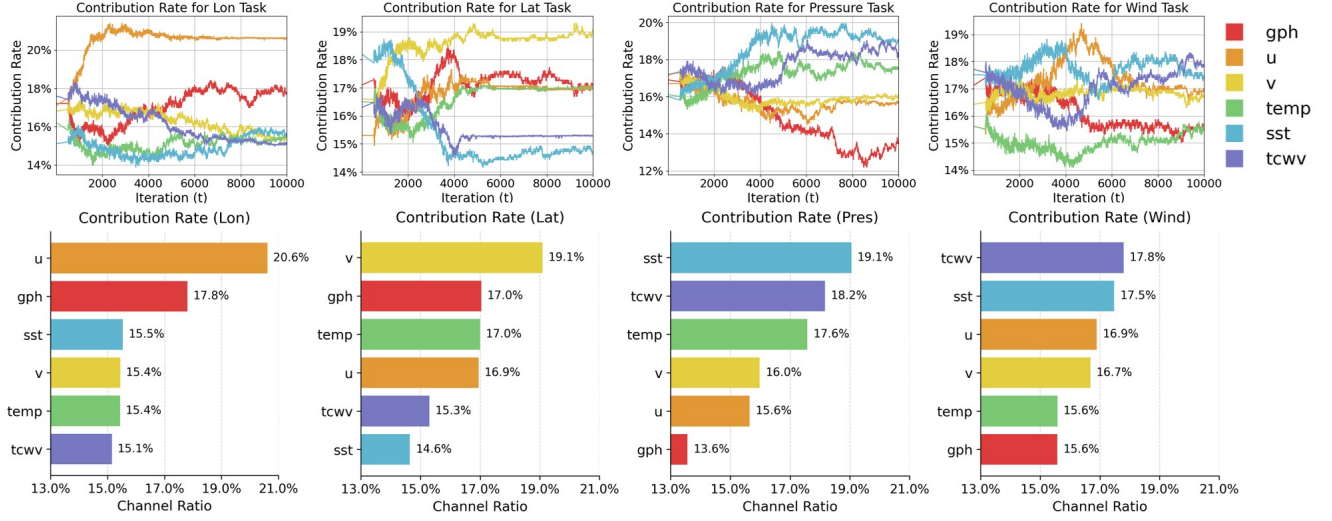 Contribution Rate for Lon Task
Contribution Rate
20%
18%
16%
14%
2000 4000 6000 8000 10000
Iteration (t)
Contribution Rate for Lat Task
Contribution Rate
19%
18%
17%
16%
15%
14%
2000 4000 6000 8000 10000
Iteration (t)
Contribution Rate for Pressure Task
Contribution Rate
20%
18%
16%
14%
12%
2000 4000 6000 8000 10000
Iteration (t)
Contribution Rate for Wind Task
Contribution Rate
19%
18%
17%
16%
15%
14%
2000 4000 6000 8000 10000
Iteration (t)
gph
u
v
temp
sst
tcwv
Contribution Rate (Lon)
u 20.6%
gph 17.8%
sst 15.5%
v 15.4%
temp 15.4%
tcwv 15.1%
13.0% 15.0% 17.0% 19.0% 21.0%
Channel Ratio
Contribution Rate (Lat)
v 19.1%
gph 17.0%
temp 17.0%
u 16.9%
tcwv 15.3%
sst 14.6%
13.0% 15.0% 17.0% 19.0% 21.0%
Channel Ratio
Contribution Rate (Pres)
sst 19.1%
tcwv 18.2%
temp 17.6%
v 16.0%
u 15.6%
gph 13.6%
13.0% 15.0% 17.0% 19.0% 21.0%
Channel Ratio
Contribution Rate (Wind)
tcwv 17.8%
sst 17.5%
u 16.9%
v 16.7%
temp 15.6%
gph 15.6%
13.0% 15.0% 17.0% 19.0% 21.0%
Channel Ratio